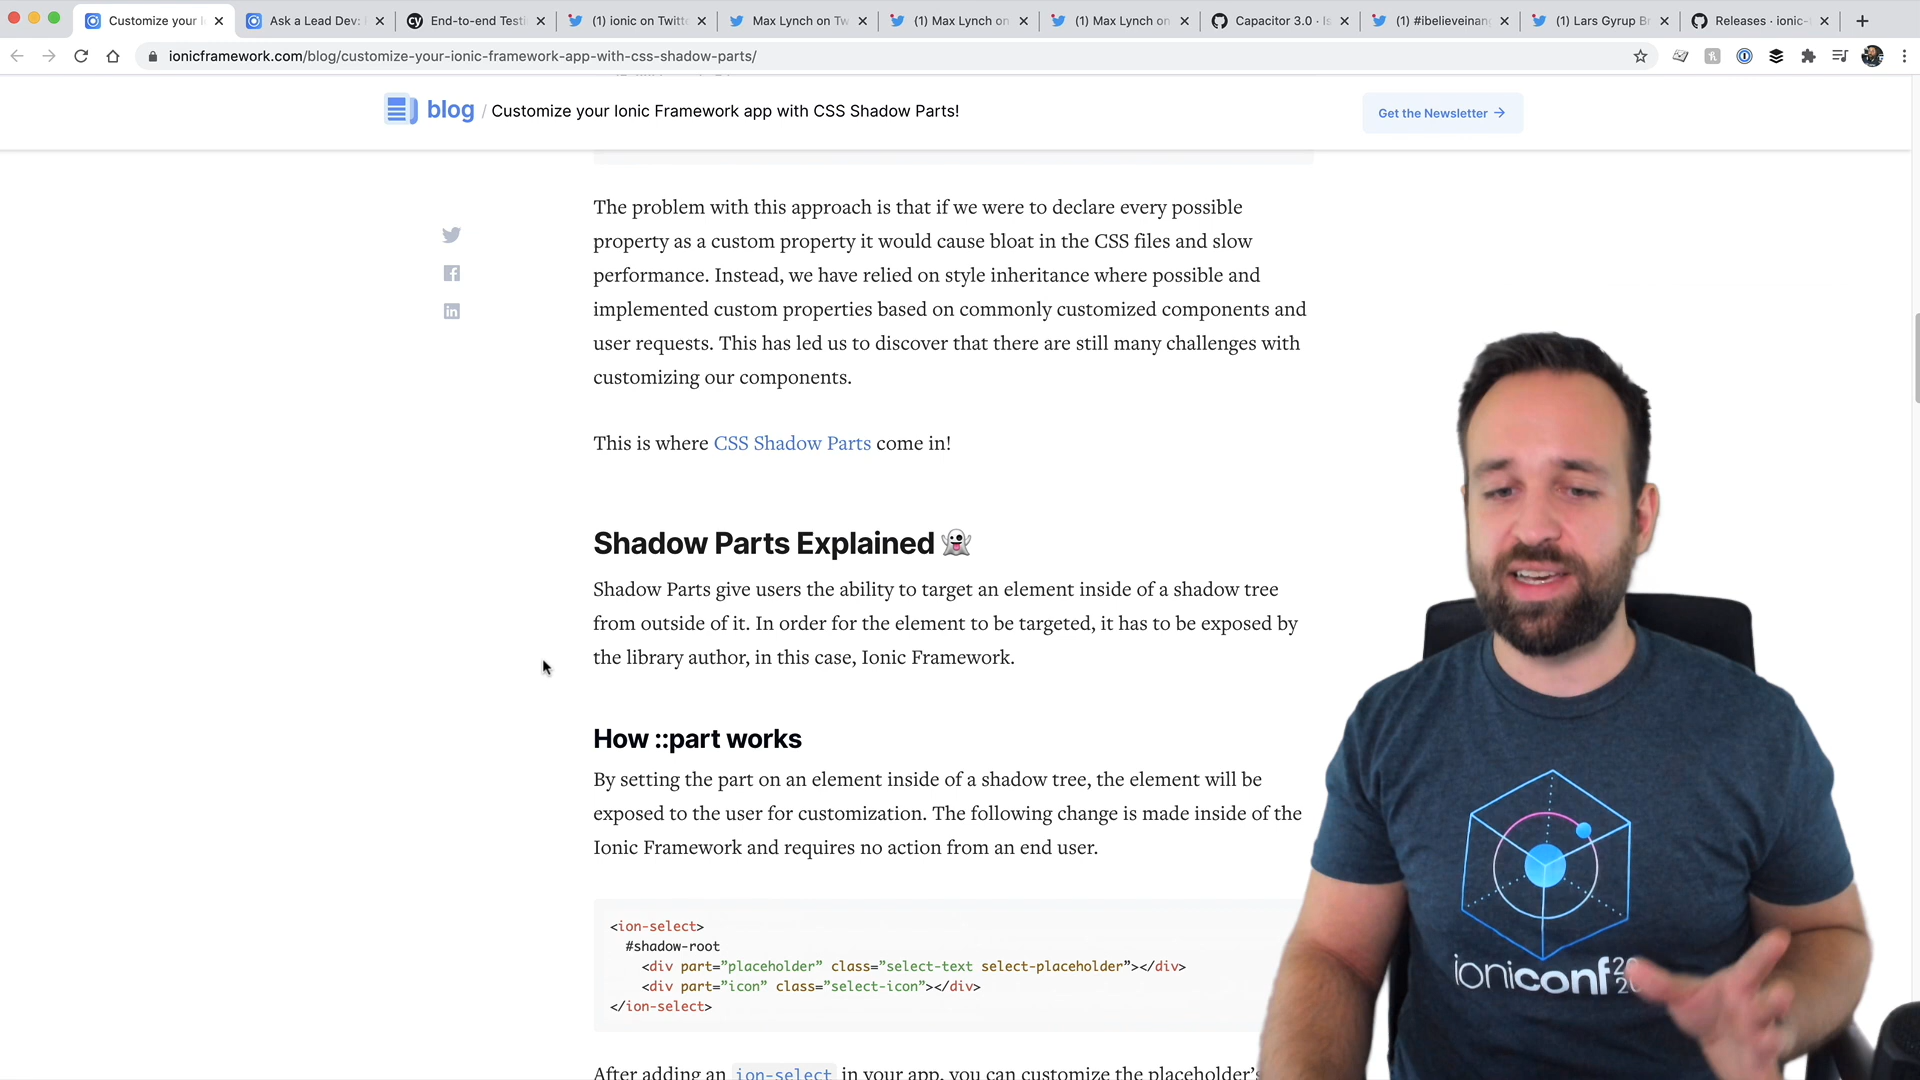 Customize your I
Ask a Lead Dev:
End-to-end Testi
(1) ionic on Twitt
Max Lynch on Tw
(1) Max Lynch on
(1) Max Lynch on
Capacitor 3.0 · Is
(1) #ibelieveinan
(1) Lars Gyrup B
Releases · ionic-
ionicframework.com/blog/customize-your-ionic-framework-app-with-css-shadow-parts/
blog / Customize your Ionic Framework app with CSS Shadow Parts!
Get the Newsletter →
The problem with this approach is that if we were to declare every possible
property as a custom property it would cause bloat in the CSS files and slow
performance. Instead, we have relied on style inheritance where possible and
implemented custom properties based on commonly customized components and
user requests. This has led us to discover that there are still many challenges with
customizing our components.
This is where CSS Shadow Parts come in!
Shadow Parts Explained 👻
Shadow Parts give users the ability to target an element inside of a shadow tree
from outside of it. In order for the element to be targeted, it has to be exposed by
the library author, in this case, Ionic Framework.
How ::part works
By setting the part on an element inside of a shadow tree, the element will be
exposed to the user for customization. The following change is made inside of the
Ionic Framework and requires no action from an end user.
<ion-select>
#shadow-root
<div part=”placeholder” class=”select-text select-placeholder”></div>
<div part=”icon” class=”select-icon”></div>
</ion-select>
After adding an ion-select in your app, you can customize the placeholder’s
ioniconf